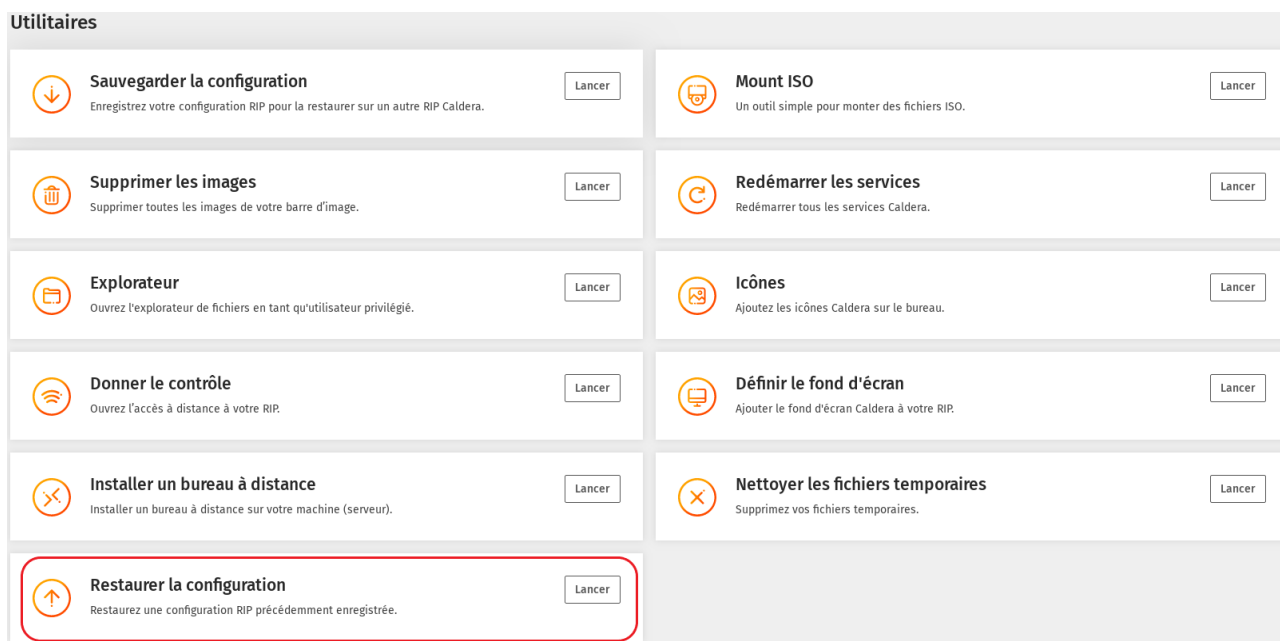 Utilitaires
Sauvegarder la configuration
Lancer
Enregistrez votre configuration RIP pour la restaurer sur un autre RIP Caldera.
Mount ISO
Lancer
Un outil simple pour monter des fichiers ISO.
Supprimer les images
Lancer
Supprimer toutes les images de votre barre d’image.
Redémarrer les services
Lancer
Redémarrer tous les services Caldera.
Explorateur
Lancer
Ouvrez l'explorateur de fichiers en tant qu'utilisateur privilégié.
Icônes
Lancer
Ajoutez les icônes Caldera sur le bureau.
Donner le contrôle
Lancer
Ouvrez l’accès à distance à votre RIP.
Définir le fond d'écran
Lancer
Ajouter le fond d'écran Caldera à votre RIP.
Installer un bureau à distance
Lancer
Installer un bureau à distance sur votre machine (serveur).
Nettoyer les fichiers temporaires
Lancer
Supprimez vos fichiers temporaires.
Restaurer la configuration
Lancer
Restaurez une configuration RIP précédemment enregistrée.